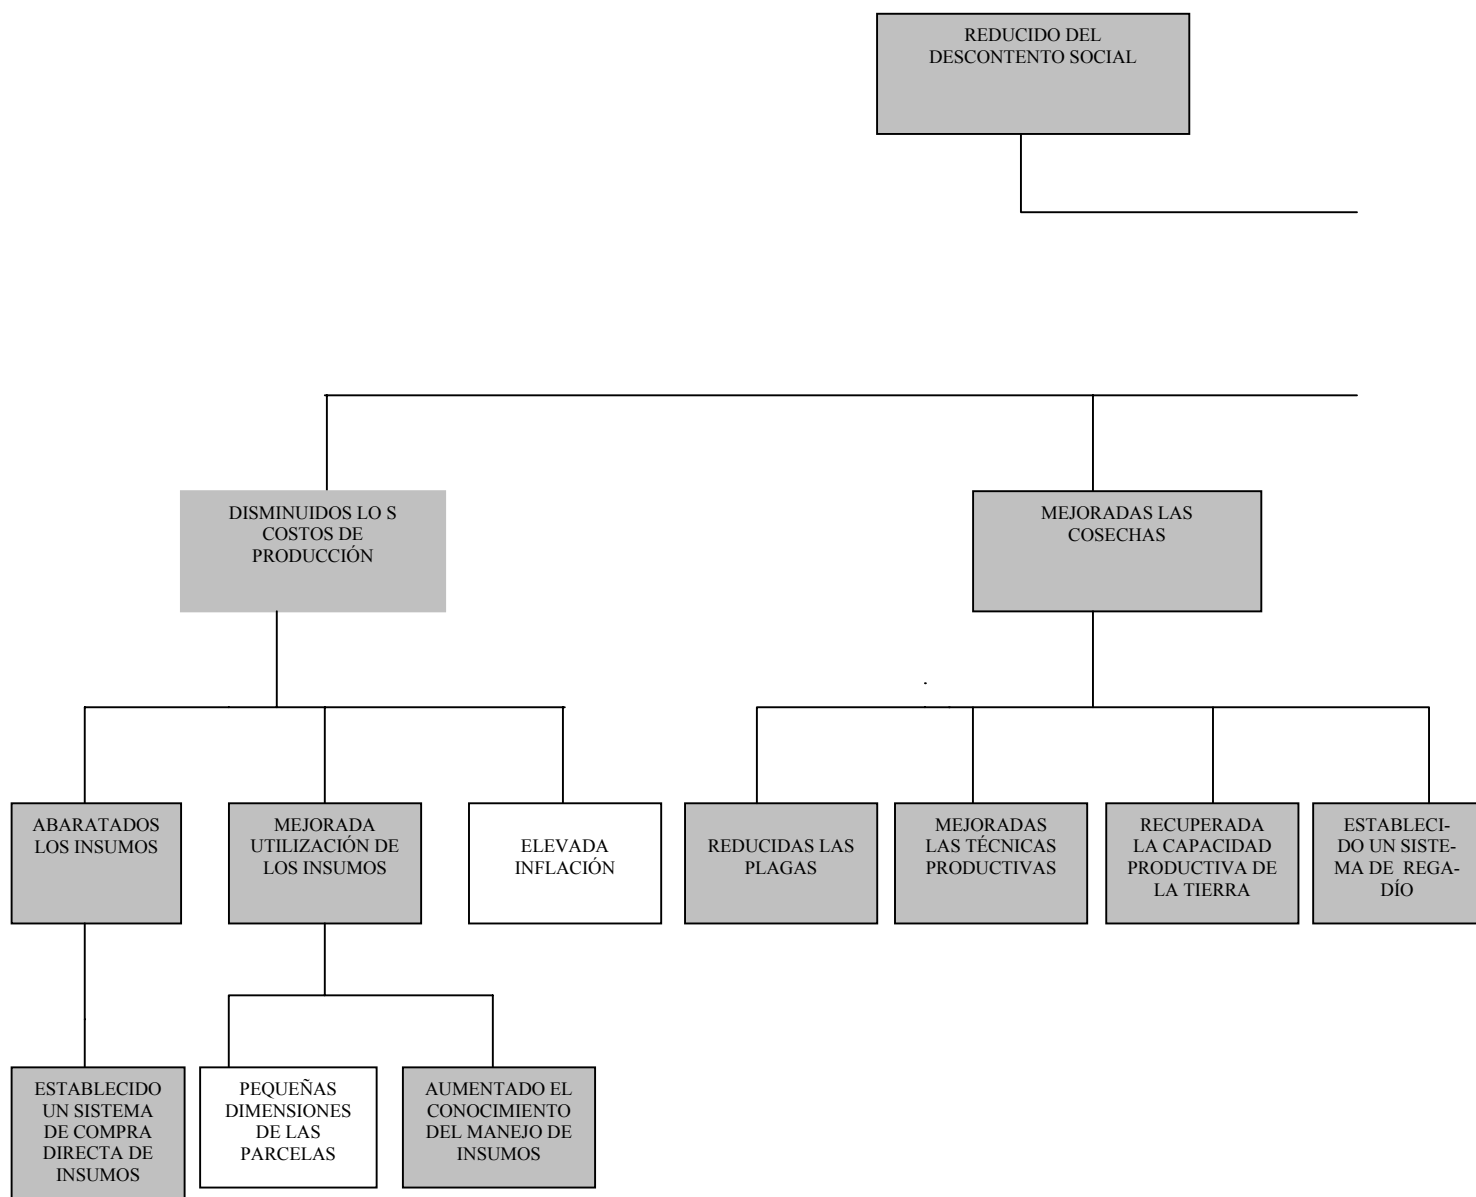 REDUCIDO DEL
DESCONTENTO SOCIAL
DISMINUIDOS LO S
COSTOS DE
PRODUCCIÓN
MEJORADAS LAS
COSECHAS
ABARATADOS
LOS INSUMOS
MEJORADA
UTILIZACIÓN DE
LOS INSUMOS
ELEVADA
INFLACIÓN
REDUCIDAS LAS
PLAGAS
MEJORADAS
LAS TÉCNICAS
PRODUCTIVAS
RECUPERADA
LA CAPACIDAD
PRODUCTIVA DE
LA TIERRA
ESTABLECI-
DO UN SISTE-
MA DE REGA-
DÍO
ESTABLECIDO
UN SISTEMA
DE COMPRA
DIRECTA DE
INSUMOS
PEQUEÑAS
DIMENSIONES
DE LAS
PARCELAS
AUMENTADO EL
CONOCIMIENTO
DEL MANEJO DE
INSUMOS